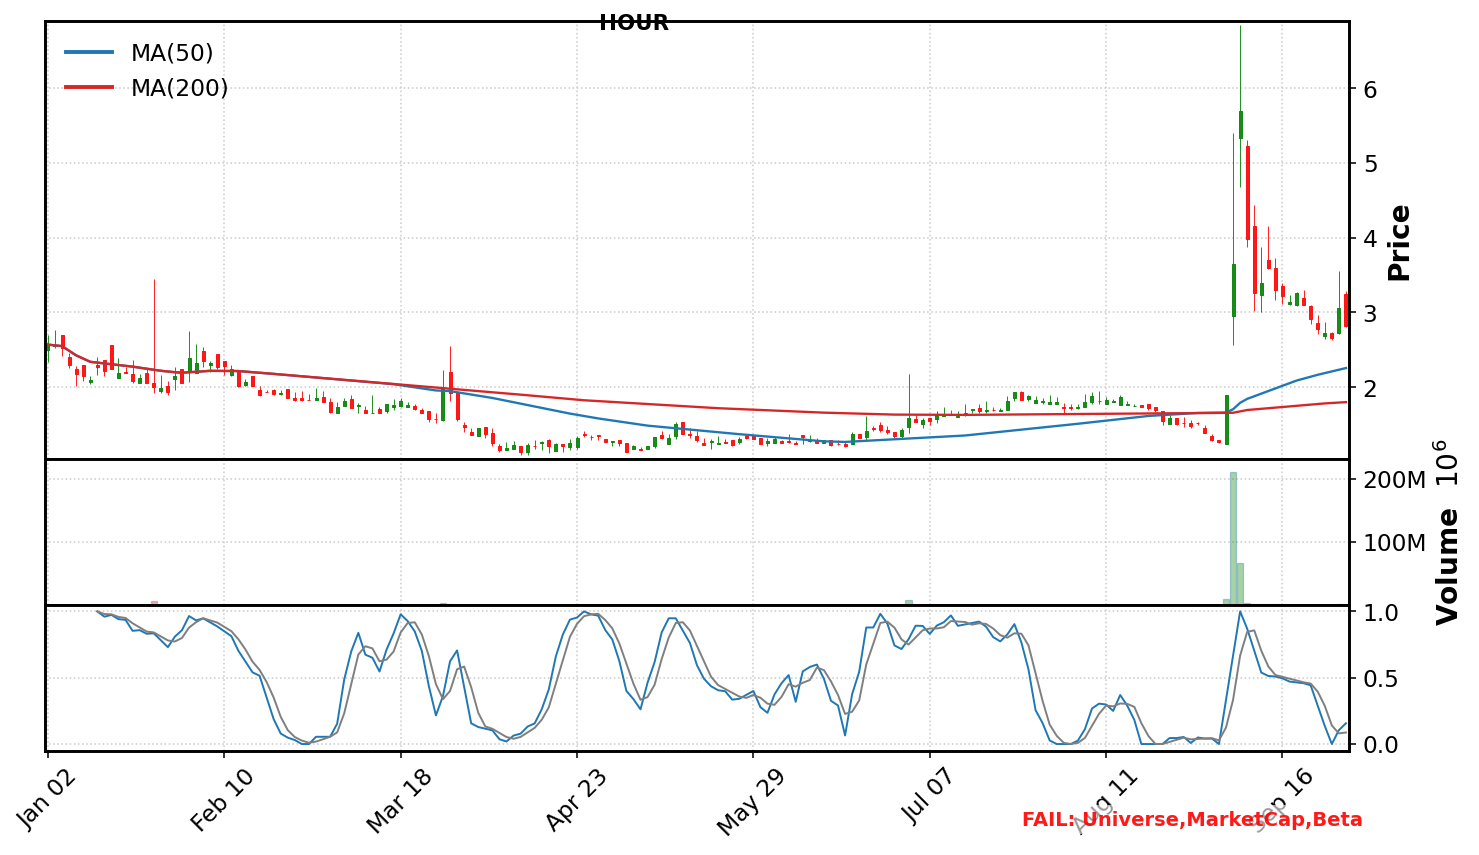 HOUR
MA(50)
MA(200)
6
5
4
3
2
Price
200M
100M
Volume 10^6
1.0
0.5
0.0
Jan 02
Feb 10
Mar 18
Apr 23
May 29
Jul 07
Aug 11
Sep 16
FAIL: Universe,MarketCap,Beta